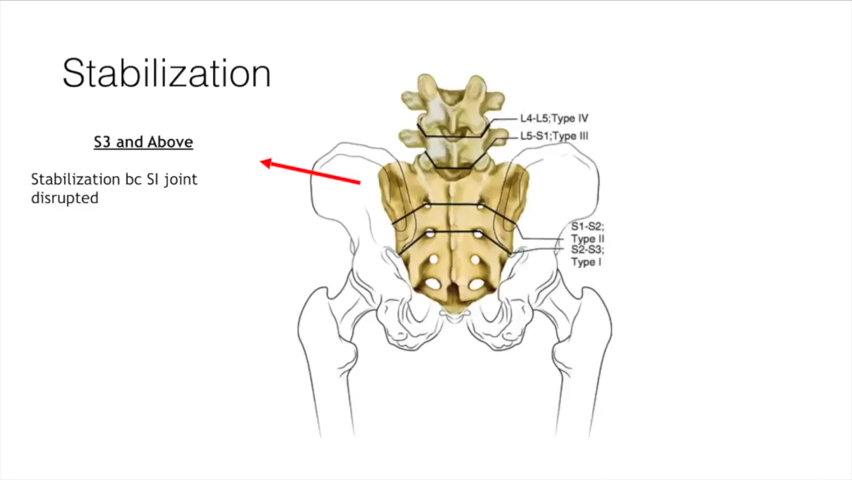 Stabilization
S3 and Above
Stabilization bc SI joint
disrupted
L4-L5;Type IV
L5-S1;Type III
S1-S2;
Type II
S2-S3;
Type I